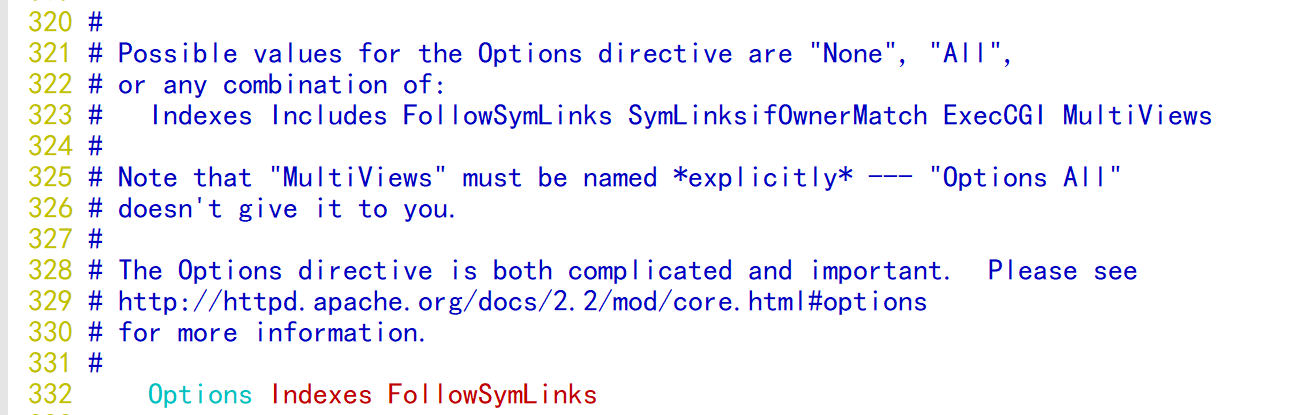 320 #
321 # Possible values for the Options directive are "None", "All",
322 # or any combination of:
323 #   Indexes Includes FollowSymLinks SymLinksifOwnerMatch ExecCGI MultiViews
324 #
325 # Note that "MultiViews" must be named *explicitly* --- "Options All"
326 # doesn't give it to you.
327 #
328 # The Options directive is both complicated and important.  Please see
329 # http://httpd.apache.org/docs/2.2/mod/core.html#options
330 # for more information.
331 #
332     Options Indexes FollowSymLinks